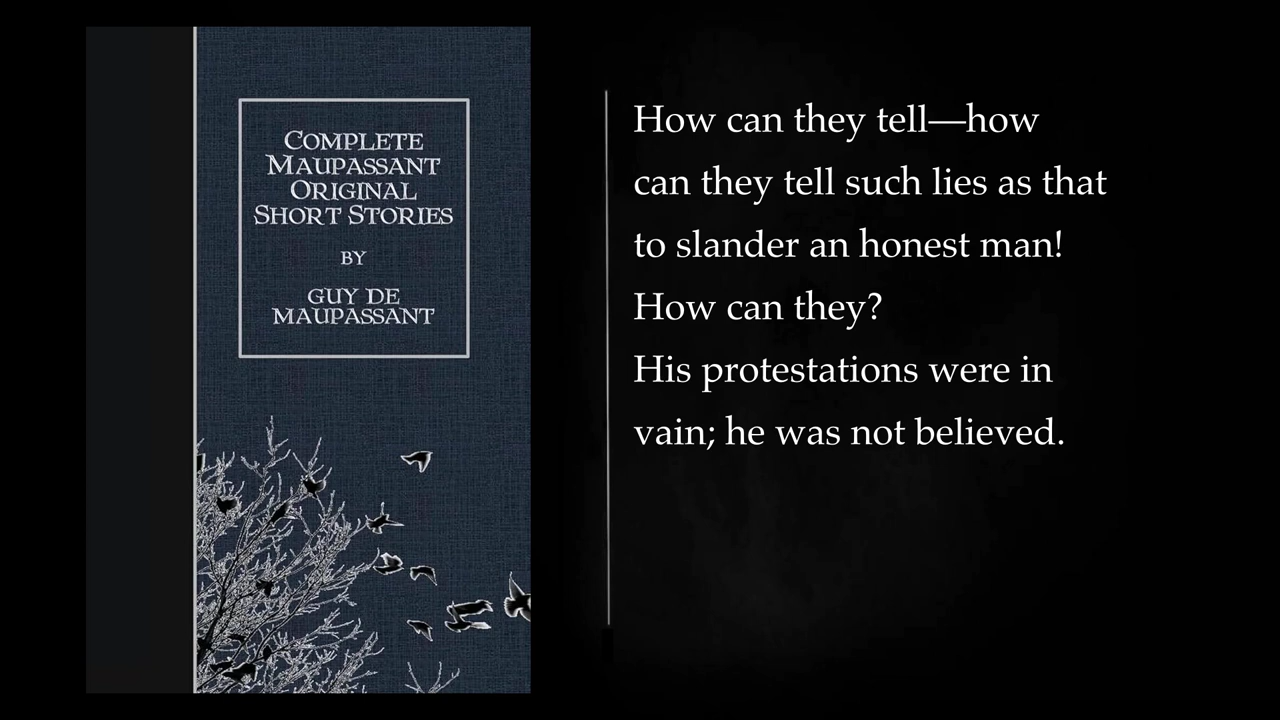 COMPLETE
MAUPASSANT
ORIGINAL
SHORT STORIES
BY
GUY DE
MAUPASSANT
How can they tell—how
can they tell such lies as that
to slander an honest man!
How can they?
His protestations were in
vain; he was not believed.